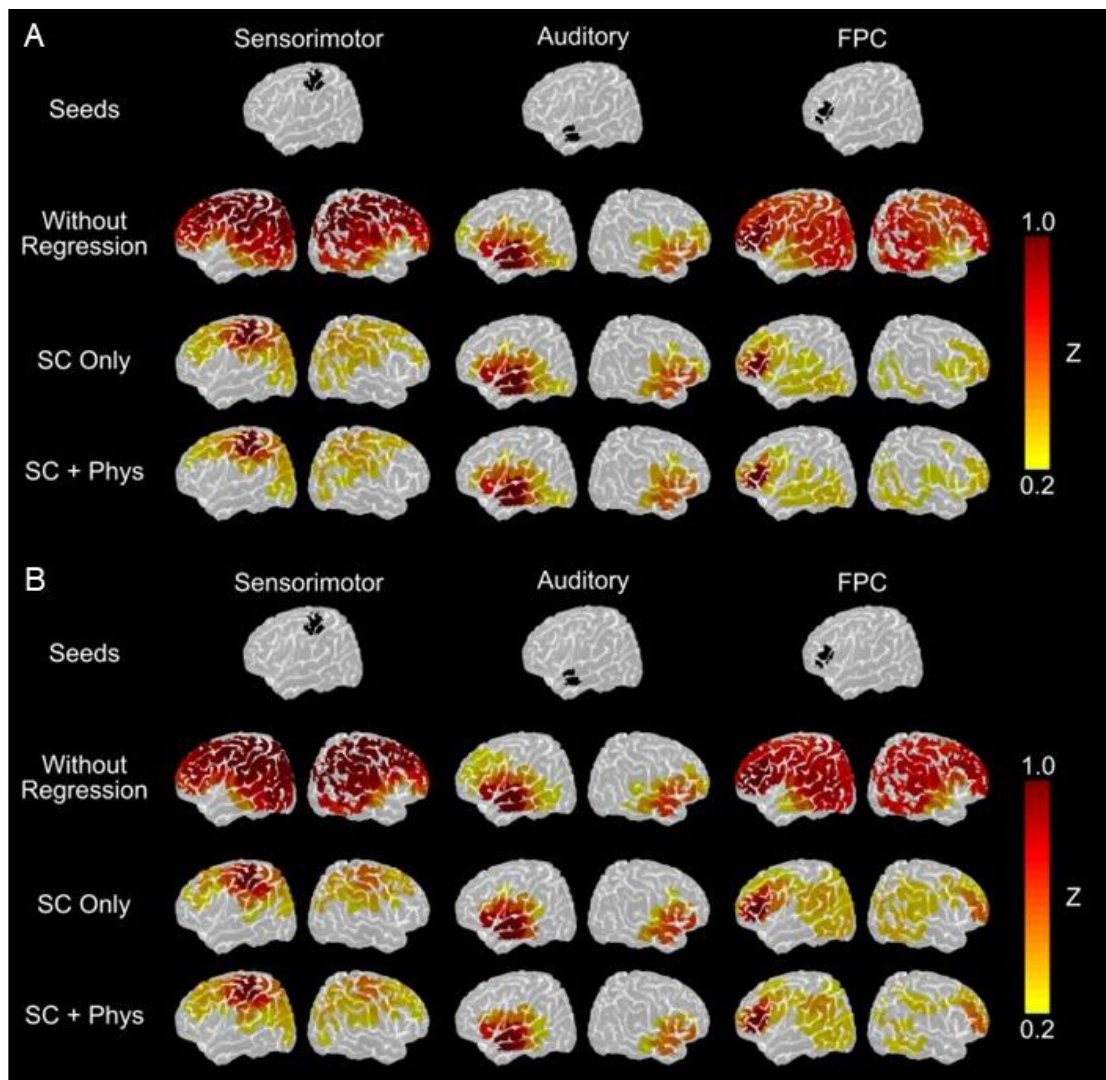 A
Sensorimotor Auditory FPC
Seeds
Without
Regression
1.0
SC Only
Z
SC + Phys
0.2
B
Sensorimotor Auditory FPC
Seeds
Without
Regression
1.0
SC Only
Z
SC + Phys
0.2